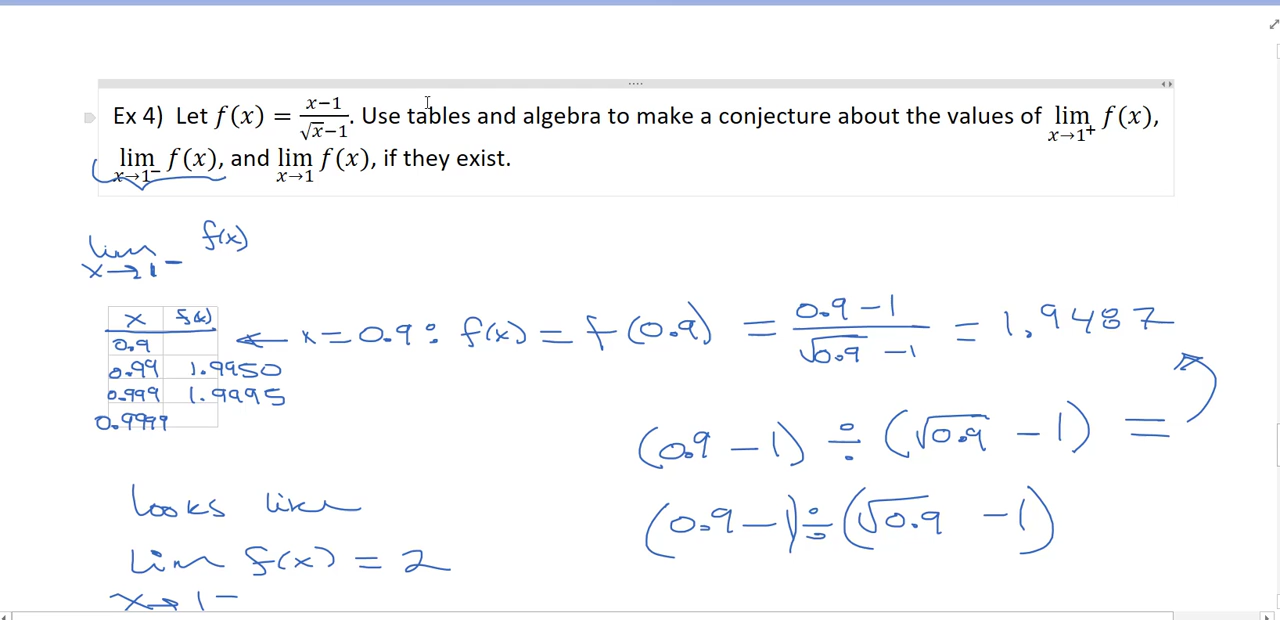 Ex 4) Let f(x) = x−1/√x−1. Use tables and algebra to make a conjecture about the values of lim x→1⁺ f(x),
lim x→1⁻ f(x), and lim x→1 f(x), if they exist.
lim x→1⁻ f(x)
x f(x)
0.9 ← x = 0.9 : f(x) = f(0.9) = 0.9 − 1/√0.9 − 1 = 1.9487
0.99 1.9950
0.999 1.9995
0.9999
(0.9 − 1) ÷ (√0.9 − 1) =
looks like
(0.9 − 1) ÷ (√0.9 − 1)
lim x→1⁻ f(x) = 2